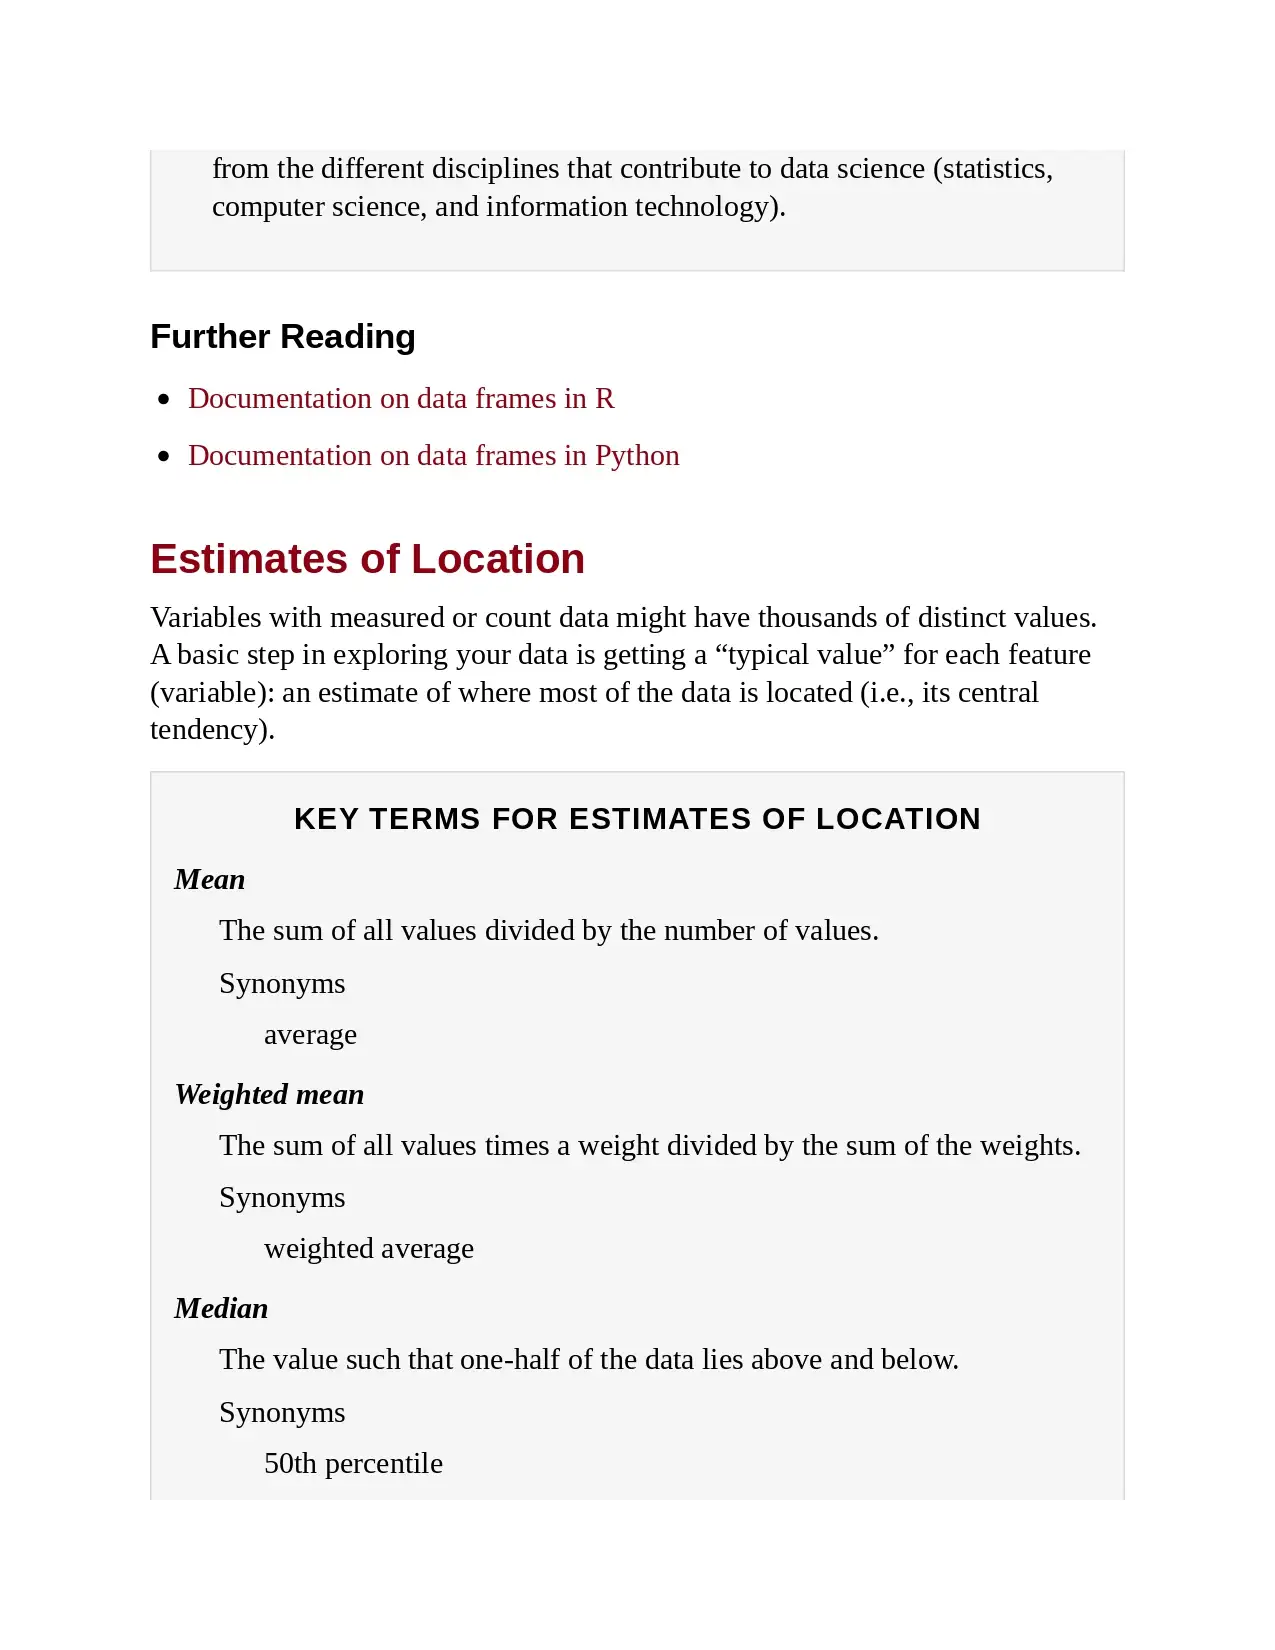 from the different disciplines that contribute to data science (statistics,
computer science, and information technology).
Further Reading
Documentation on data frames in R
Documentation on data frames in Python
Estimates of Location
Variables with measured or count data might have thousands of distinct values.
A basic step in exploring your data is getting a “typical value” for each feature
(variable): an estimate of where most of the data is located (i.e., its central
tendency).
KEY TERMS FOR ESTIMATES OF LOCATION
Mean
The sum of all values divided by the number of values.
Synonyms
average
Weighted mean
The sum of all values times a weight divided by the sum of the weights.
Synonyms
weighted average
Median
The value such that one-half of the data lies above and below.
Synonyms
50th percentile